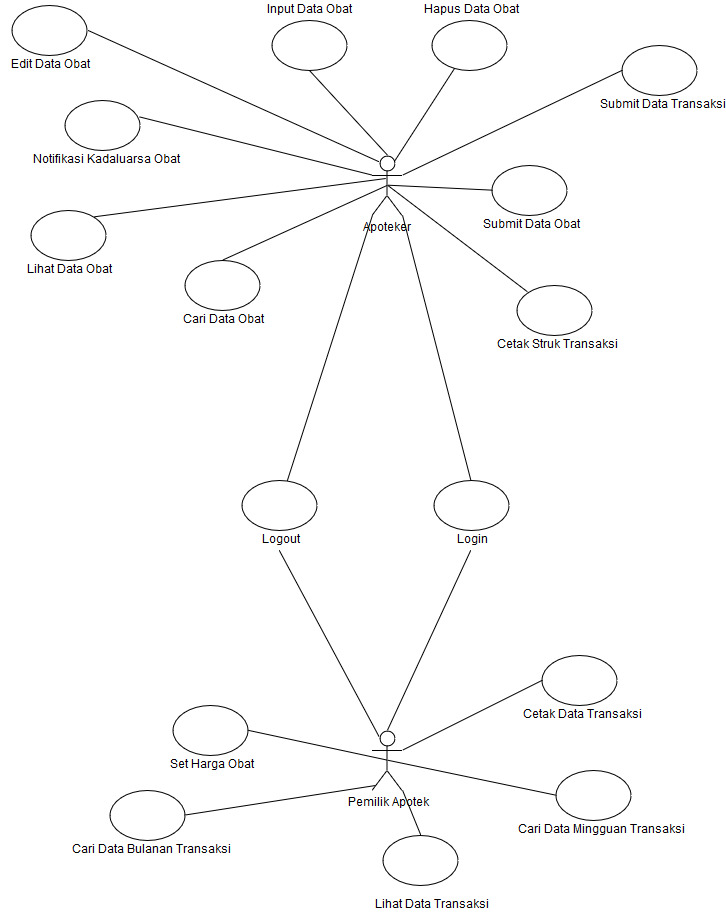 Input Data Obat
Hapus Data Obat
Edit Data Obat
Submit Data Transaksi
Notifikasi Kadaluarsa Obat
Apoteker
Submit Data Obat
Lihat Data Obat
Cari Data Obat
Cetak Struk Transaksi
Logout
Login
Cetak Data Transaksi
Set Harga Obat
Pemilik Apotek
Cari Data Mingguan Transaksi
Cari Data Bulanan Transaksi
Lihat Data Transaksi